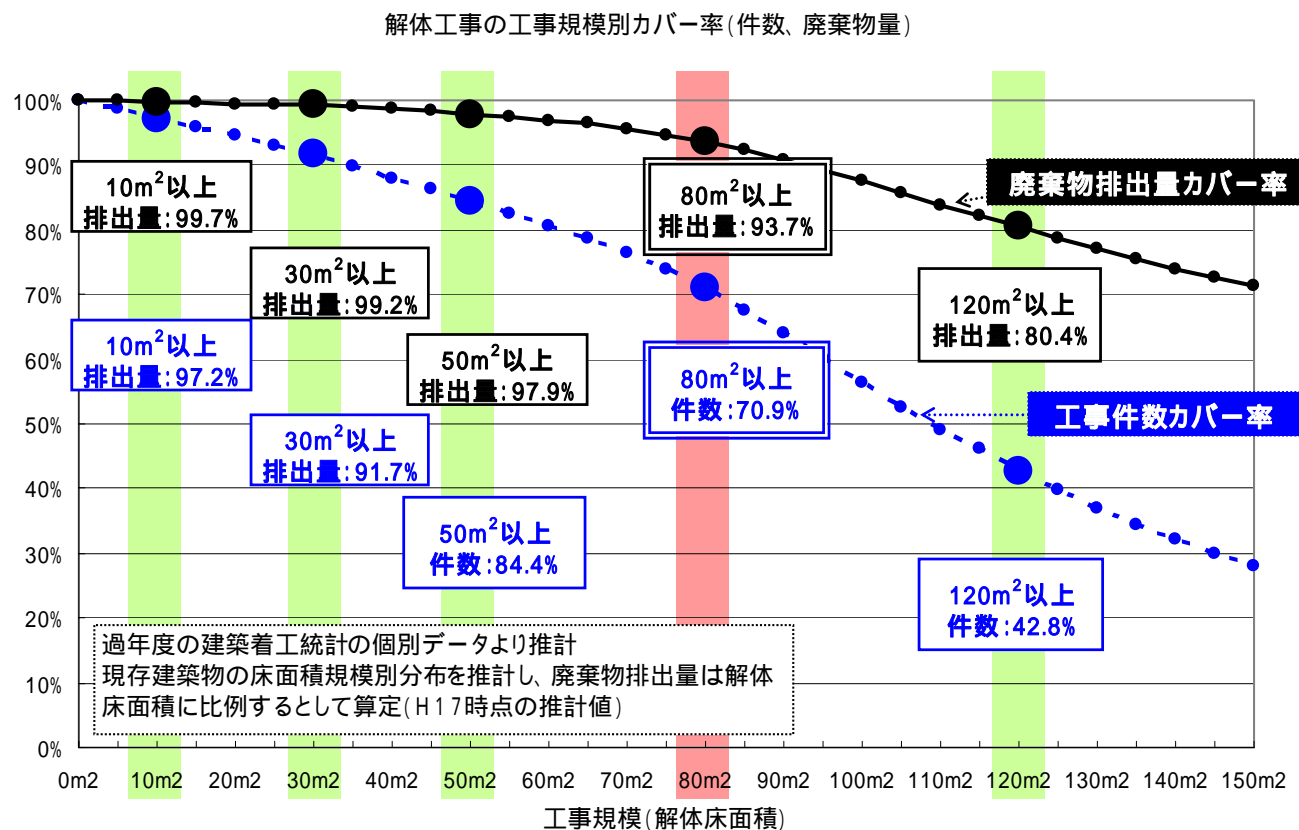 解体工事の工事規模別カバー率(件数、廃棄物量)
100%
90%
80%
70%
60%
50%
40%
30%
20%
10%
0%
10m²以上
排出量:99.7%
30m²以上
排出量:99.2%
50m²以上
排出量:97.9%
80m²以上
排出量:93.7%
120m²以上
排出量:80.4%
廃棄物排出量カバー率
10m²以上
排出量:97.2%
30m²以上
排出量:91.7%
50m²以上
件数:84.4%
80m²以上
件数:70.9%
120m²以上
件数:42.8%
工事件数カバー率
過年度の建築着工統計の個別データより推計
現存建築物の床面積規模別分布を推計し、廃棄物排出量は解体
床面積に比例するとして算定(H17時点の推計値)
0m2 10m2 20m2 30m2 40m2 50m2 60m2 70m2 80m2 90m2 100m2 110m2 120m2 130m2 140m2 150m2
工事規模(解体床面積)